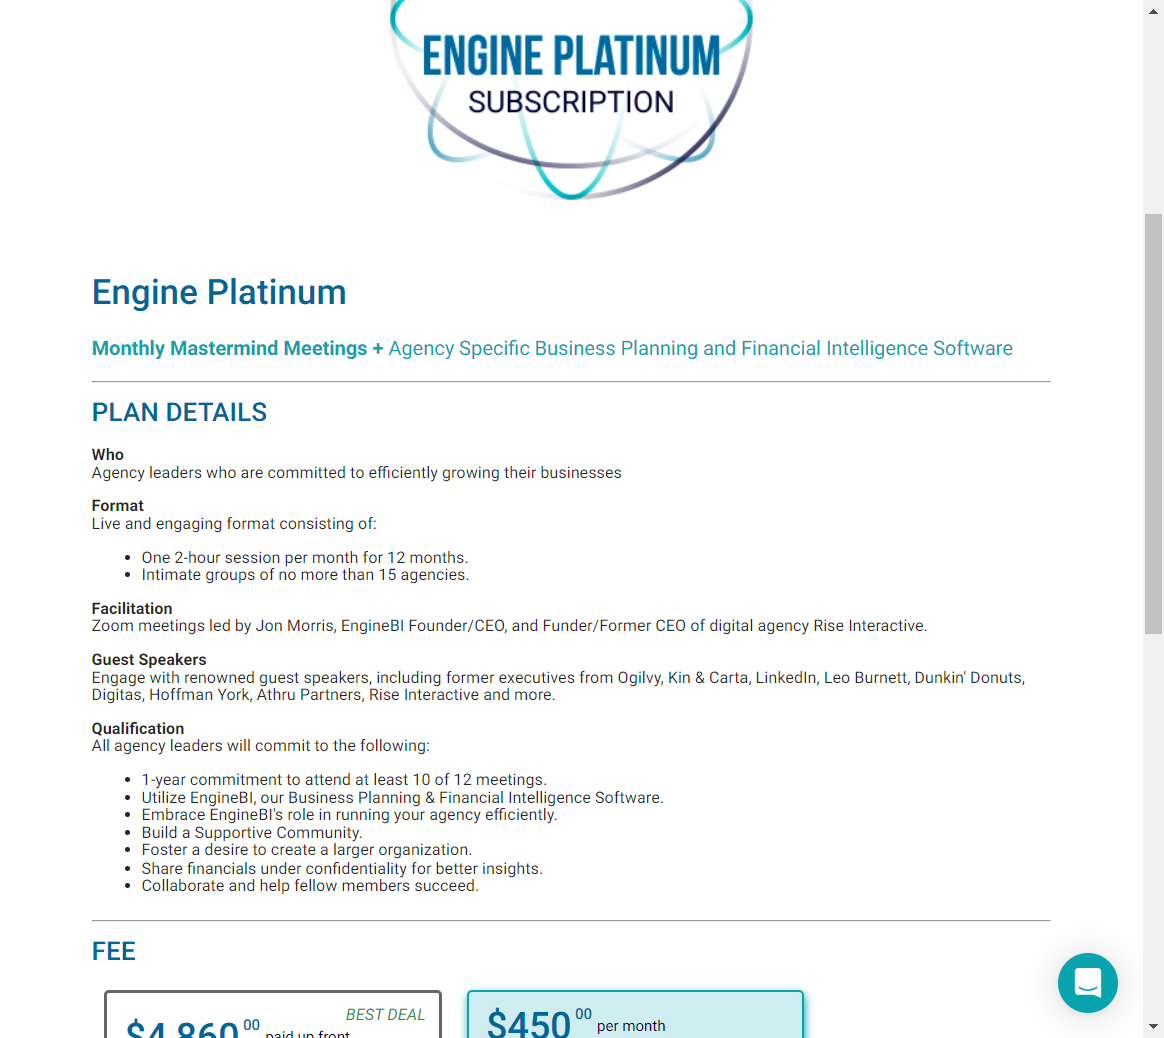 ENGINE PLATINUM
SUBSCRIPTION
Engine Platinum
Monthly Mastermind Meetings + Agency Specific Business Planning and Financial Intelligence Software
PLAN DETAILS
Who
Agency leaders who are committed to efficiently growing their businesses
Format
Live and engaging format consisting of:
• One 2-hour session per month for 12 months.
• Intimate groups of no more than 15 agencies.
Facilitation
Zoom meetings led by Jon Morris, EngineBI Founder/CEO, and Funder/Former CEO of digital agency Rise Interactive.
Guest Speakers
Engage with renowned guest speakers, including former executives from Ogilvy, Kin & Carta, LinkedIn, Leo Burnett, Dunkin' Donuts,
Digitas, Hoffman York, Athru Partners, Rise Interactive and more.
Qualification
All agency leaders will commit to the following:
• 1-year commitment to attend at least 10 of 12 meetings.
• Utilize EngineBI, our Business Planning & Financial Intelligence Software.
• Embrace EngineBI's role in running your agency efficiently.
• Build a Supportive Community.
• Foster a desire to create a larger organization.
• Share financials under confidentiality for better insights.
• Collaborate and help fellow members succeed.
FEE
BEST DEAL
$4,860 00 paid up front
$450 00 per month